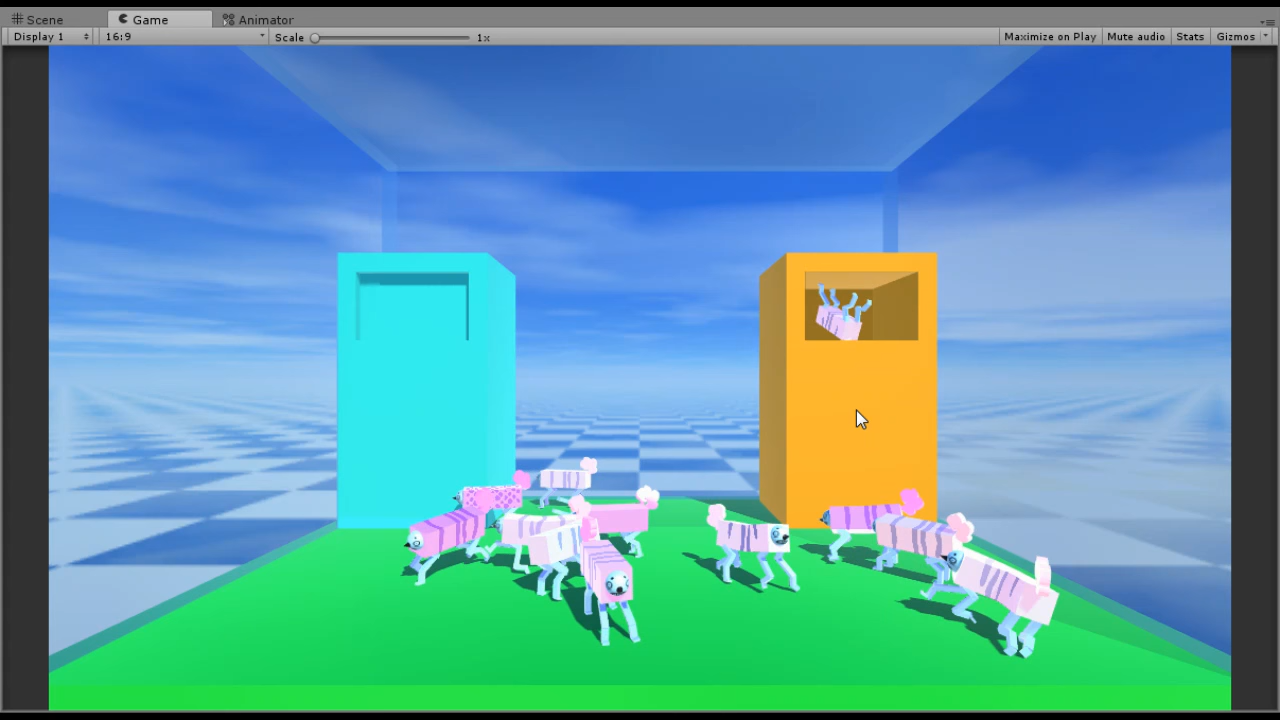 Scene Game Animator
Display 1 16:9 Scale 1x Maximize on Play Mute audio Stats Gizmos